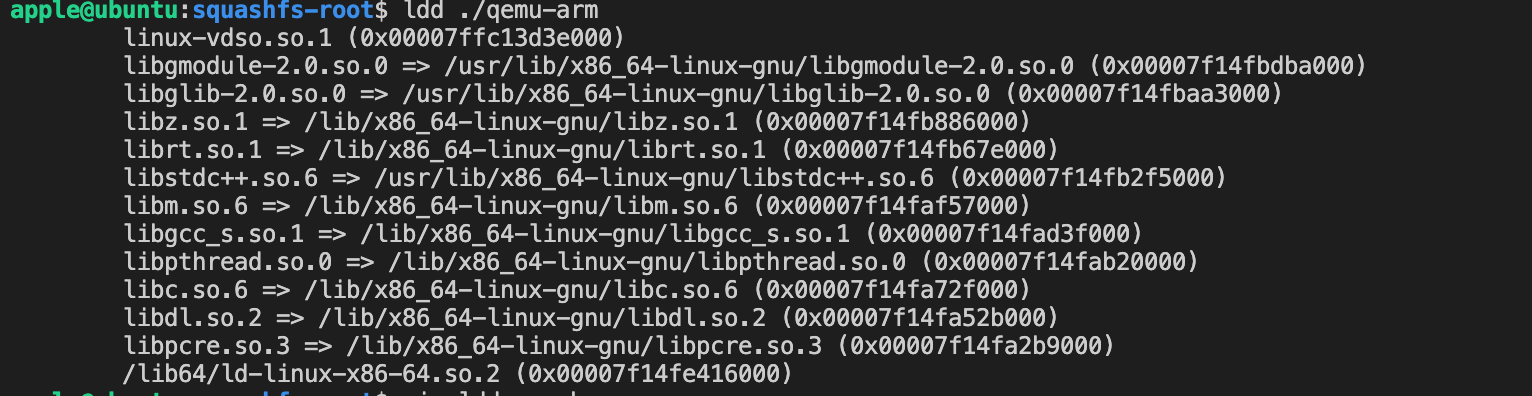 apple@ubuntu:squashfs-root$ ldd ./qemu-arm
linux-vdso.so.1 (0x00007ffc13d3e000)
libgmodule-2.0.so.0 => /usr/lib/x86_64-linux-gnu/libgmodule-2.0.so.0 (0x00007f14fbdba000)
libglib-2.0.so.0 => /usr/lib/x86_64-linux-gnu/libglib-2.0.so.0 (0x00007f14fbaa3000)
libz.so.1 => /lib/x86_64-linux-gnu/libz.so.1 (0x00007f14fb886000)
librt.so.1 => /lib/x86_64-linux-gnu/librt.so.1 (0x00007f14fb67e000)
libstdc++.so.6 => /usr/lib/x86_64-linux-gnu/libstdc++.so.6 (0x00007f14fb2f5000)
libm.so.6 => /lib/x86_64-linux-gnu/libm.so.6 (0x00007f14faf57000)
libgcc_s.so.1 => /lib/x86_64-linux-gnu/libgcc_s.so.1 (0x00007f14fad3f000)
libpthread.so.0 => /lib/x86_64-linux-gnu/libpthread.so.0 (0x00007f14fab20000)
libc.so.6 => /lib/x86_64-linux-gnu/libc.so.6 (0x00007f14fa72f000)
libdl.so.2 => /lib/x86_64-linux-gnu/libdl.so.2 (0x00007f14fa52b000)
libpcre.so.3 => /lib/x86_64-linux-gnu/libpcre.so.3 (0x00007f14fa2b9000)
/lib64/ld-linux-x86-64.so.2 (0x00007f14fe416000)